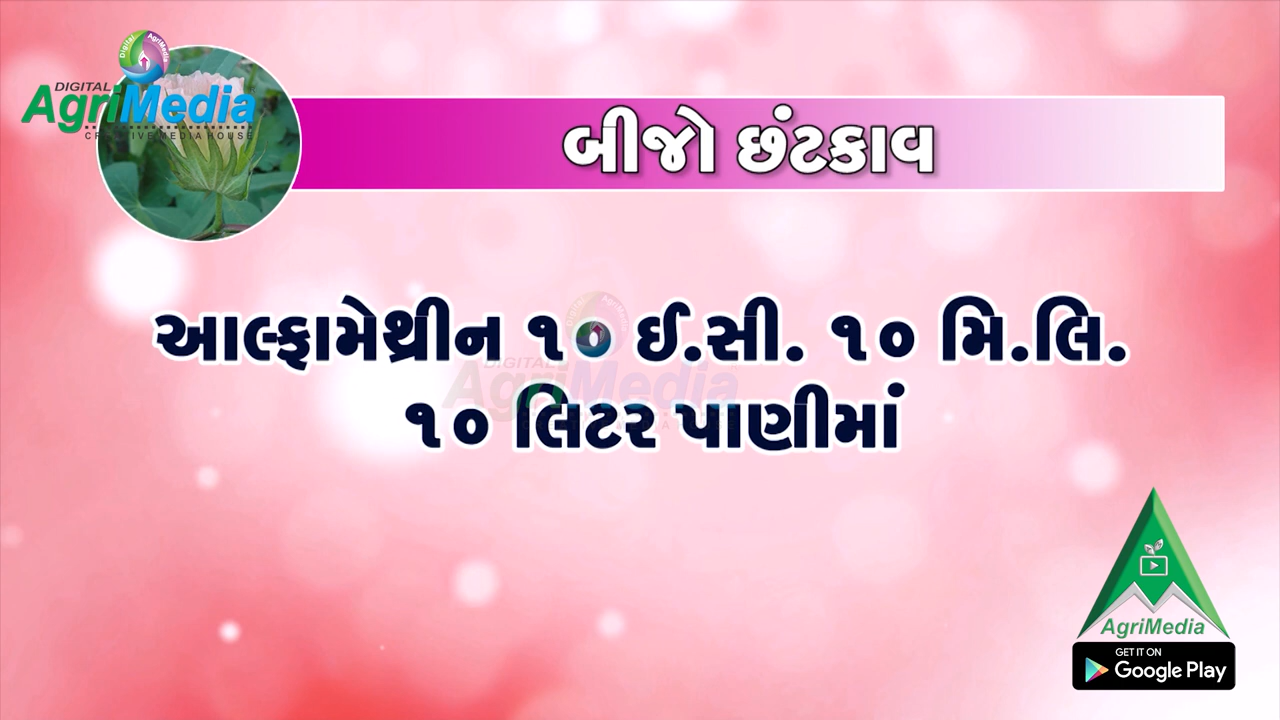 DIGITAL
AgriMedia
CREATIVE MEDIA HOUSE
બીજો છંટકાવ
આલ્ફામેથ્રીન ૧૦ ઈ.સી. ૧૦ મિ.લિ.
૧૦ લિટર પાણીમાં
AgriMedia
GET IT ON
Google Play